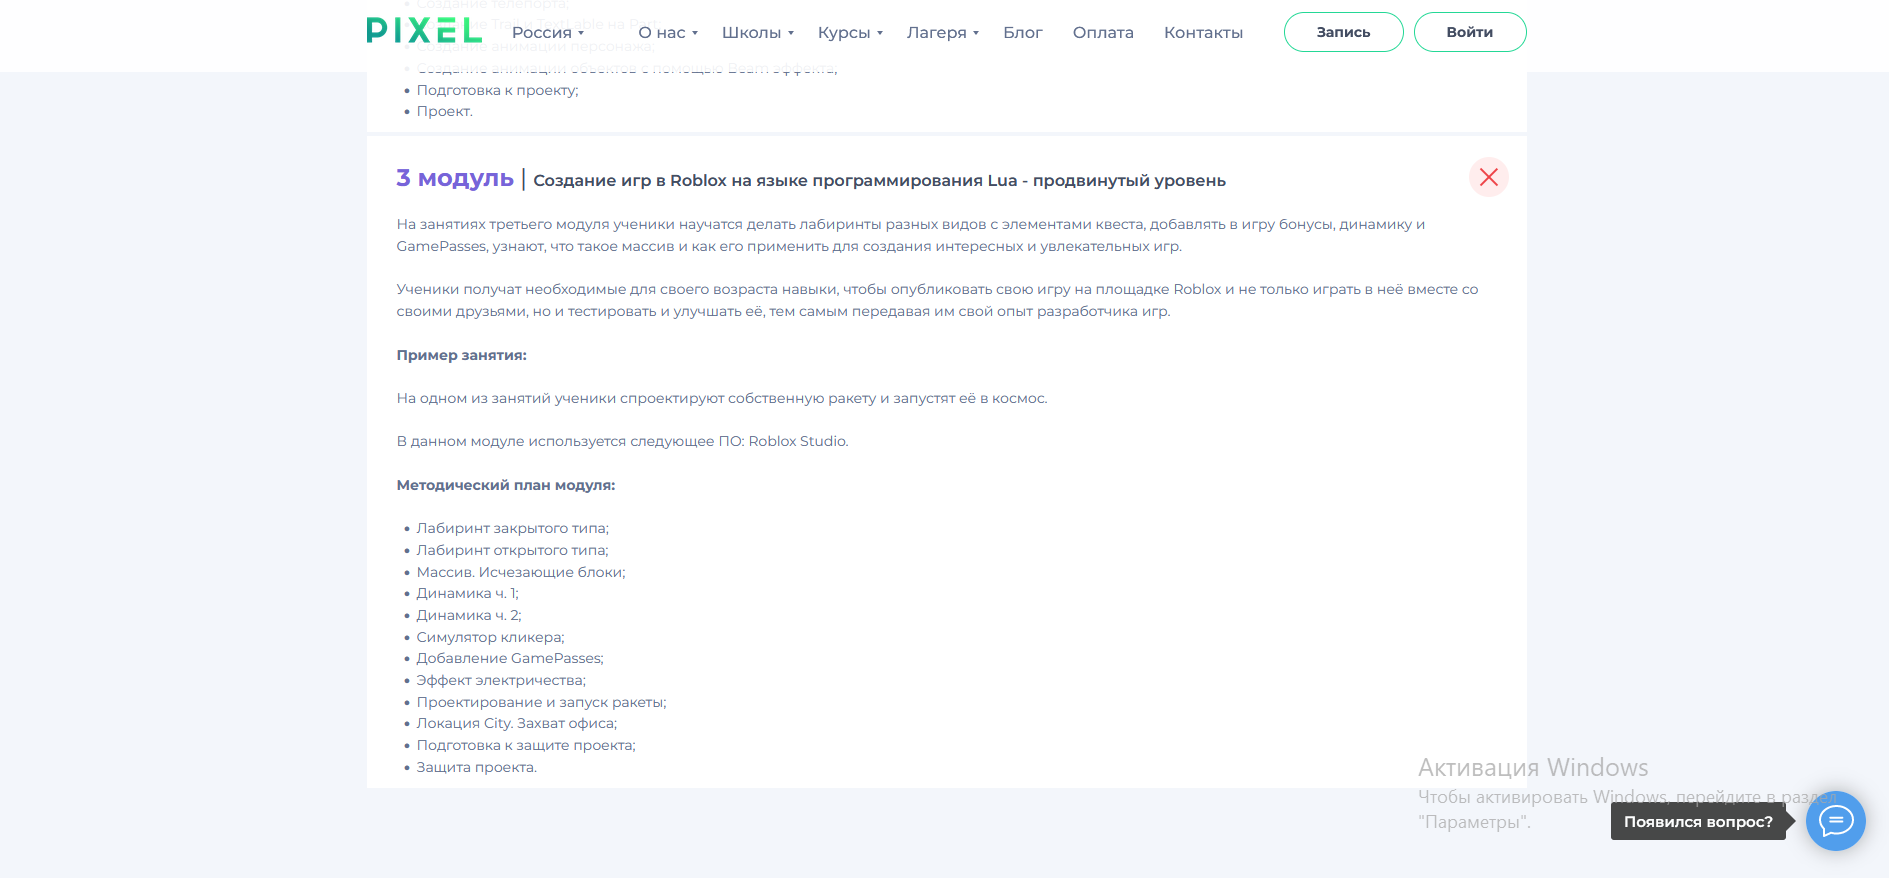 Создание телепорта;
PIXEL Россия О нас Школы Курсы Лагеря Блог Оплата Контакты Запись Войти
Создание анимации персонажа;
Создание анимации объектов с помощью Beam эффекта;
Подготовка к проекту;
Проект.
3 модуль | Создание игр в Roblox на языке программирования Lua - продвинутый уровень
На занятиях третьего модуля ученики научатся делать лабиринты разных видов с элементами квеста, добавлять в игру бонусы, динамику и
GamePasses, узнают, что такое массив и как его применить для создания интересных и увлекательных игр.
Ученики получат необходимые для своего возраста навыки, чтобы опубликовать свою игру на площадке Roblox и не только играть в неё вместе со
своими друзьями, но и тестировать и улучшать её, тем самым передавая им свой опыт разработчика игр.
Пример занятия:
На одном из занятий ученики спроектируют собственную ракету и запустят её в космос.
В данном модуле используется следующее ПО: Roblox Studio.
Методический план модуля:
Лабиринт закрытого типа;
Лабиринт открытого типа;
Массив. Исчезающие блоки;
Динамика ч. 1;
Динамика ч. 2;
Симулятор кликера;
Добавление GamePasses;
Эффект электричества;
Проектирование и запуск ракеты;
Локация City. Захват офиса;
Подготовка к защите проекта;
Защита проекта.
Активация Windows
Чтобы активировать Windows, перейдите в раздел
"Параметры".
Появился вопрос?